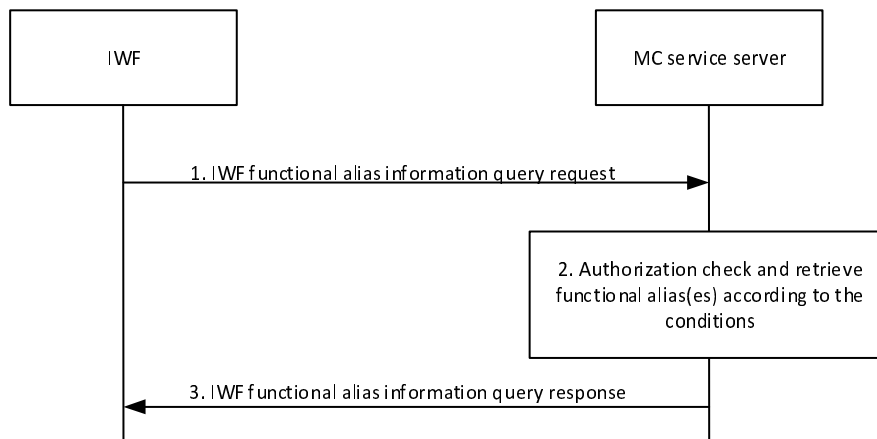 IWF
MC service server
1. IWF functional alias information query request
2. Authorization check and retrieve
functional alias(es) according to the
conditions
3. IWF functional alias information query response